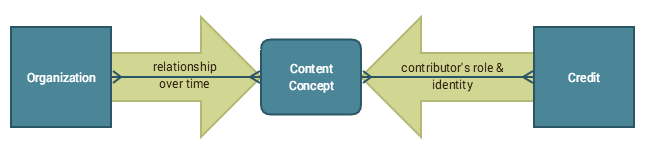 Organization
relationship
over time
Content
Concept
contributor's role &
identity
Credit